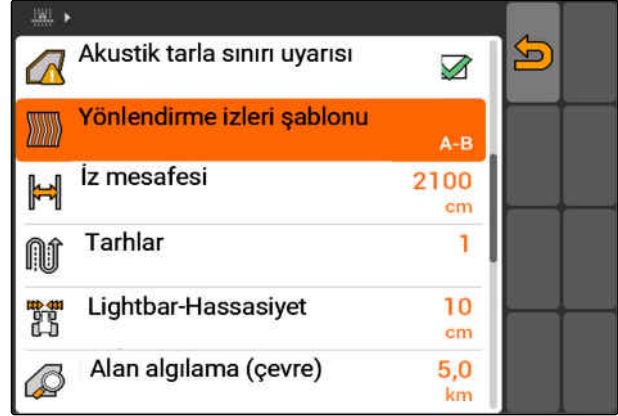 Akustik tarla sınırı uyarısı
Yönlendirme izleri şablonu
A-B
İz mesafesi
2100
cm
Tarhlar
1
Lightbar-Hassasiyet
10
cm
Alan algılama (çevre)
5,0
km